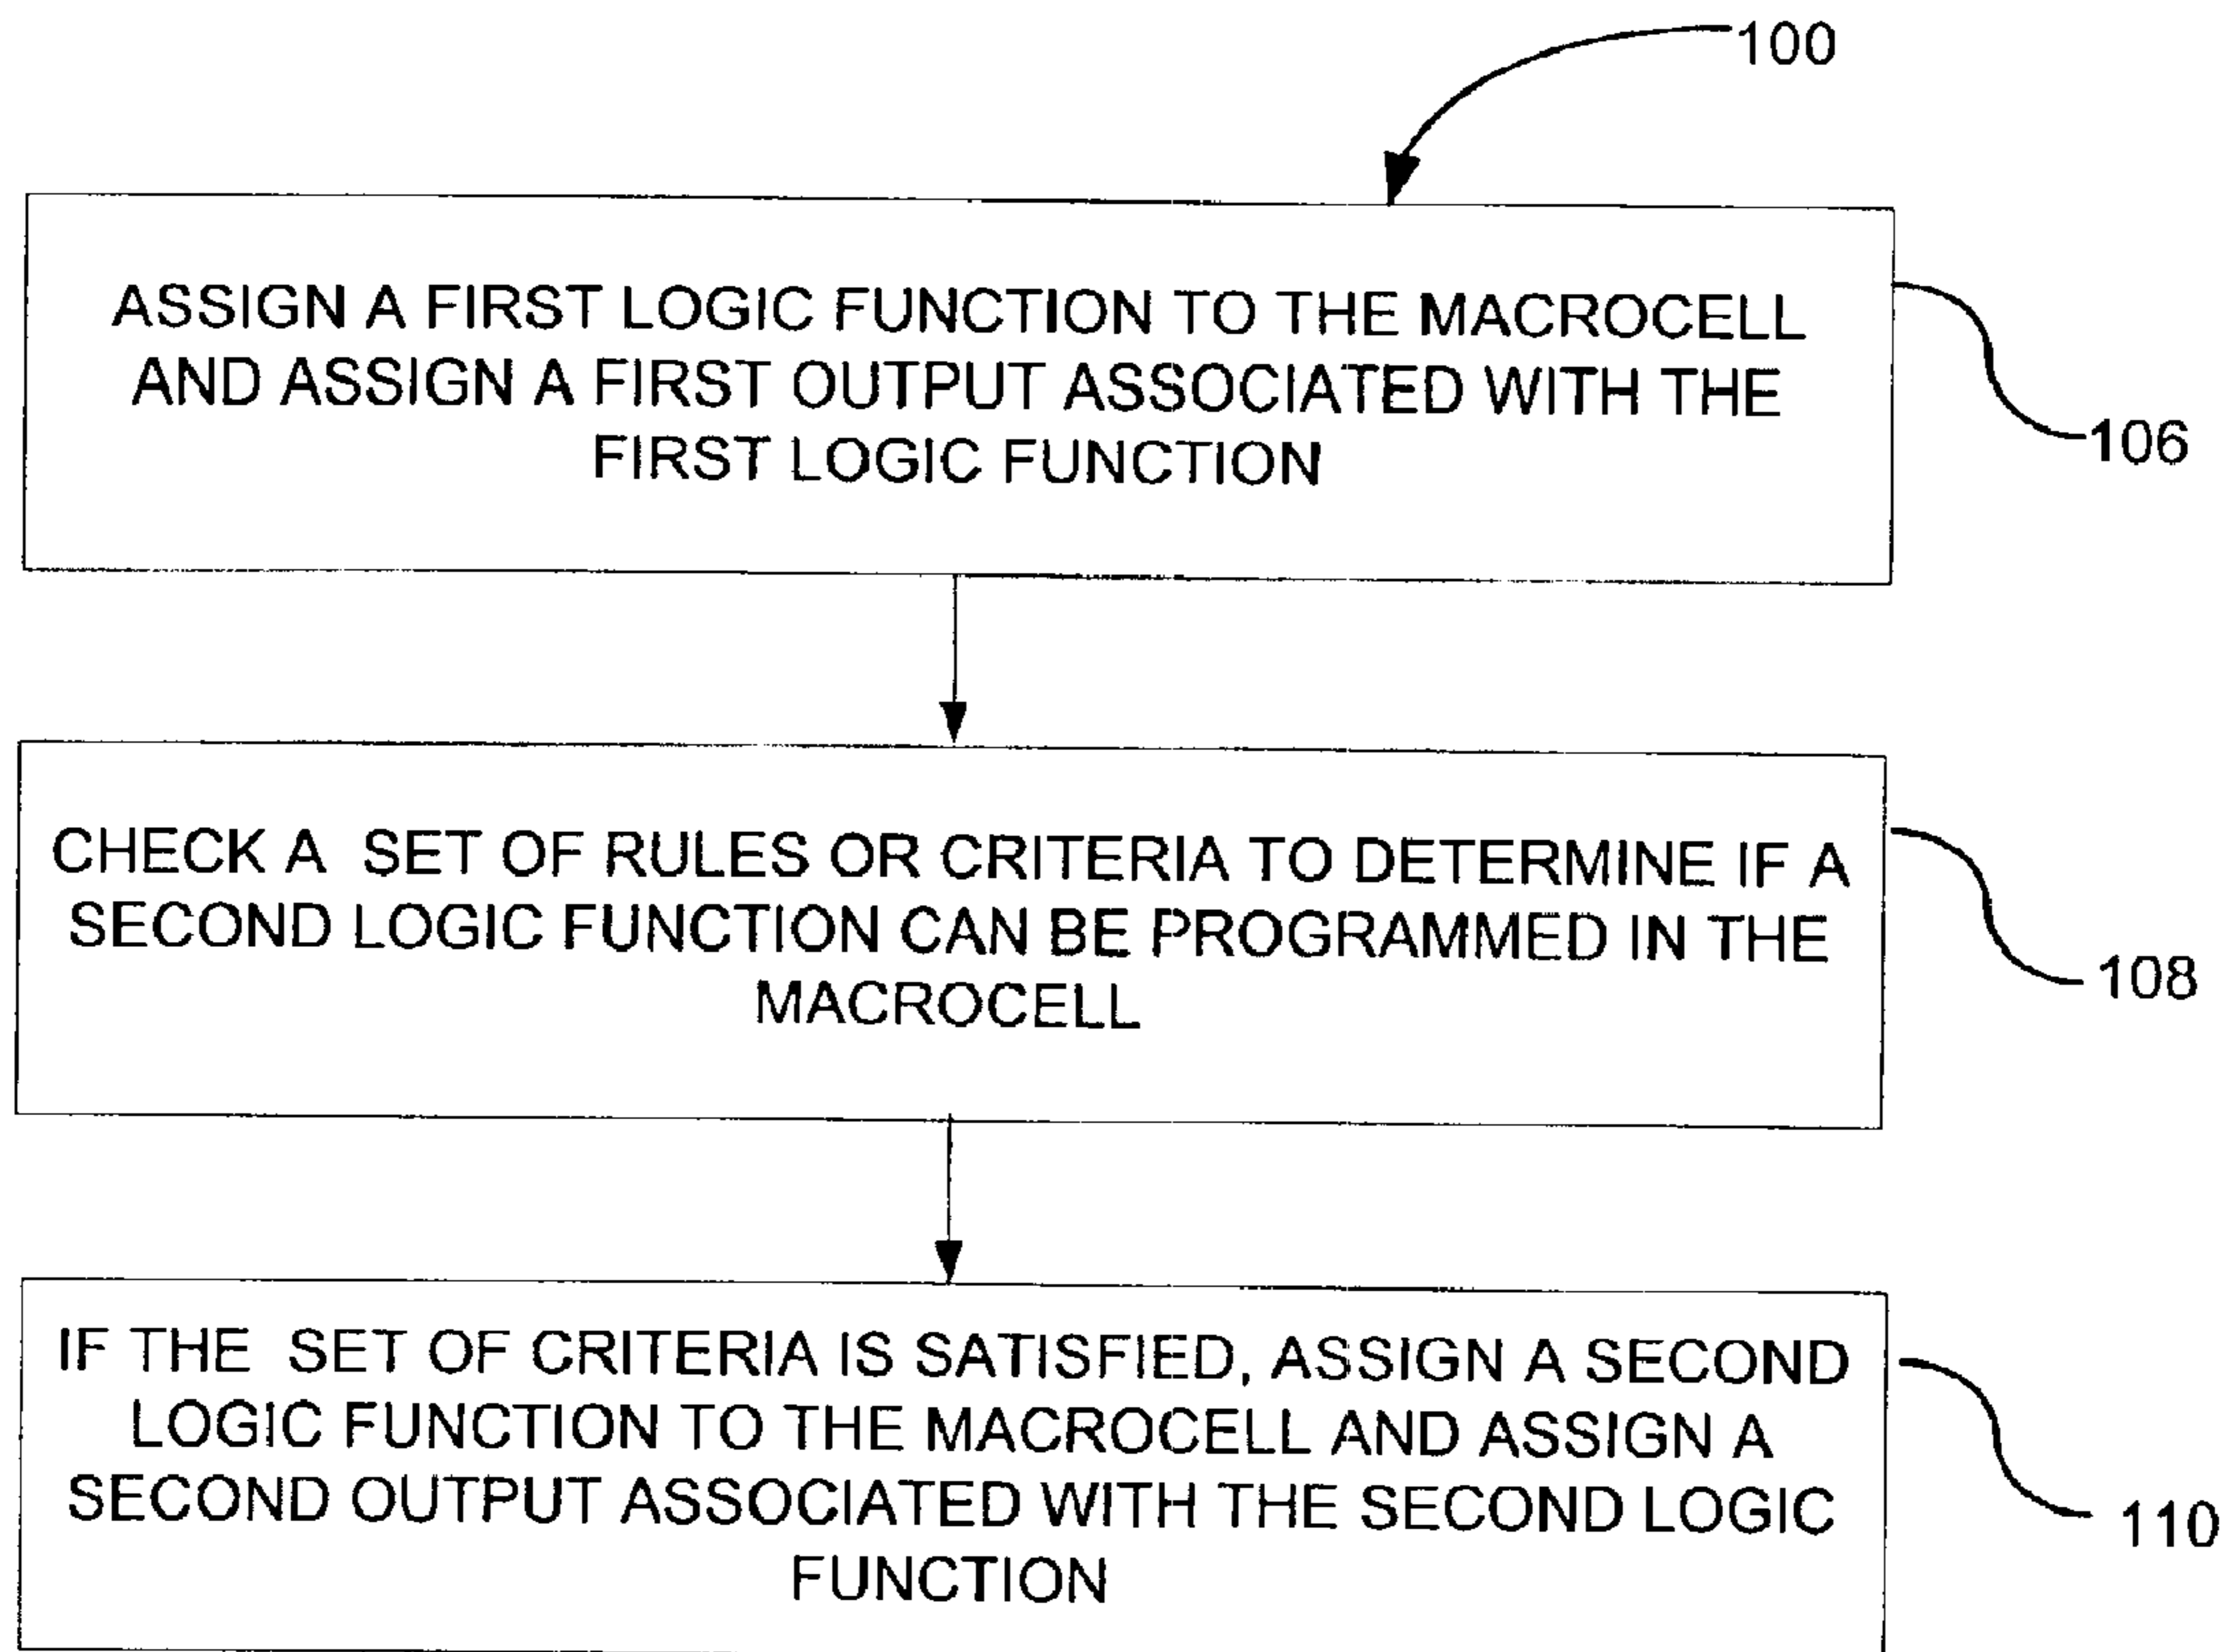 100
ASSIGN A FIRST LOGIC FUNCTION TO THE MACROCELL
AND ASSIGN A FIRST OUTPUT ASSOCIATED WITH THE
FIRST LOGIC FUNCTION
106
CHECK A SET OF RULES OR CRITERIA TO DETERMINE IF A
SECOND LOGIC FUNCTION CAN BE PROGRAMMED IN THE
MACROCELL
108
IF THE SET OF CRITERIA IS SATISFIED, ASSIGN A SECOND
LOGIC FUNCTION TO THE MACROCELL AND ASSIGN A
SECOND OUTPUT ASSOCIATED WITH THE SECOND LOGIC
FUNCTION
110